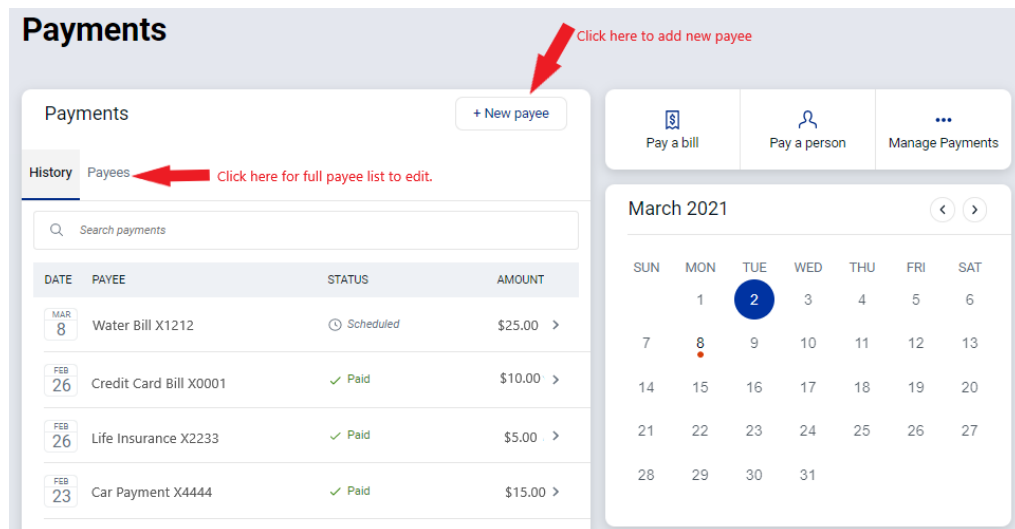 Payments
Click here to add new payee
Payments
+ New payee
History Payees
Click here for full payee list to edit.
Search payments
DATE PAYEE STATUS AMOUNT
MAR
8 Water Bill X1212 Scheduled $25.00
FEB
26 Credit Card Bill X0001 Paid $10.00
FEB
26 Life Insurance X2233 Paid $5.00
FEB
23 Car Payment X4444 Paid $15.00
Pay a bill Pay a person Manage Payments
March 2021
SUN MON TUE WED THU FRI SAT
1 2 3 4 5 6
7 8 9 10 11 12 13
14 15 16 17 18 19 20
21 22 23 24 25 26 27
28 29 30 31